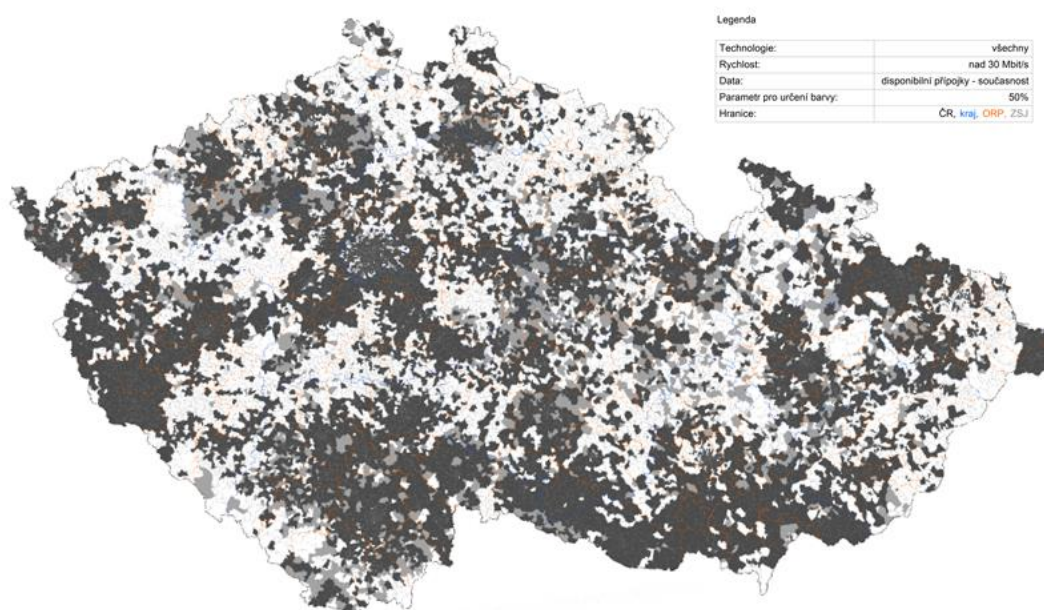 Legenda
Technologie: všechny
Rychlost: nad 30 Mbit/s
Data: disponibilní přípojky - současnost
Parametr pro určení barvy: 50%
Hranice: ČR, kraj, ORP, ZSJ